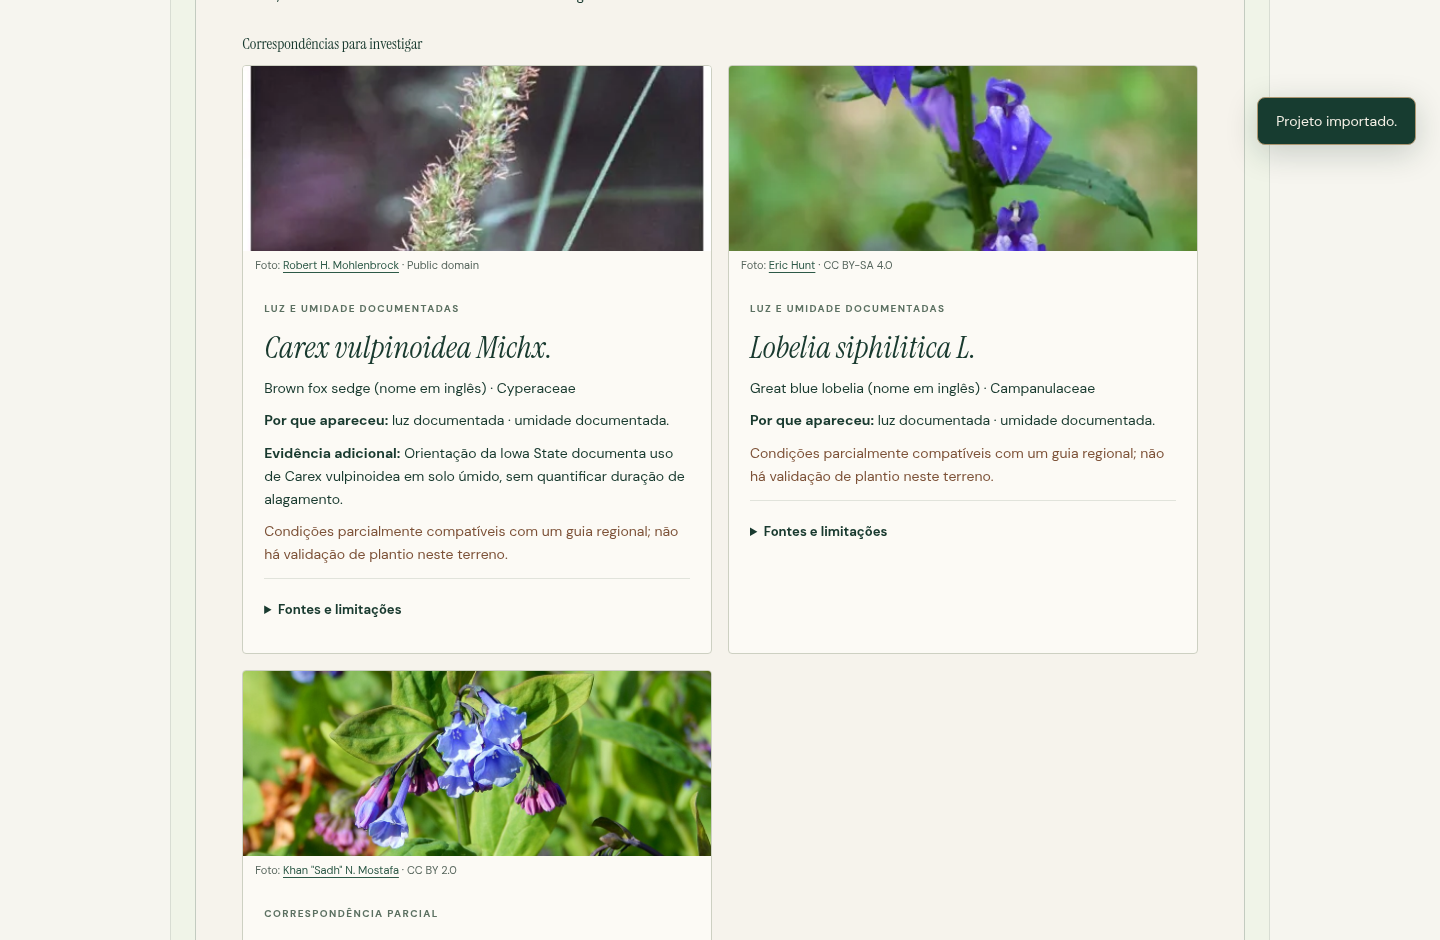 Correspondências para investigar
Projeto importado.
Foto: Robert H. Mohlenbrock · Public domain
LUZ E UMIDADE DOCUMENTADAS
Carex vulpinoidea Michx.
Brown fox sedge (nome em inglês) · Cyperaceae
Por que apareceu: luz documentada · umidade documentada.
Evidência adicional: Orientação da Iowa State documenta uso
de Carex vulpinoidea em solo úmido, sem quantificar duração de
alagamento.
Condições parcialmente compatíveis com um guia regional; não
há validação de plantio neste terreno.
▶ Fontes e limitações
Foto: Eric Hunt · CC BY-SA 4.0
LUZ E UMIDADE DOCUMENTADAS
Lobelia siphilitica L.
Great blue lobelia (nome em inglês) · Campanulaceae
Por que apareceu: luz documentada · umidade documentada.
Condições parcialmente compatíveis com um guia regional; não
há validação de plantio neste terreno.
▶ Fontes e limitações
Foto: Khan "Sadh" N. Mostafa · CC BY 2.0
CORRESPONDÊNCIA PARCIAL